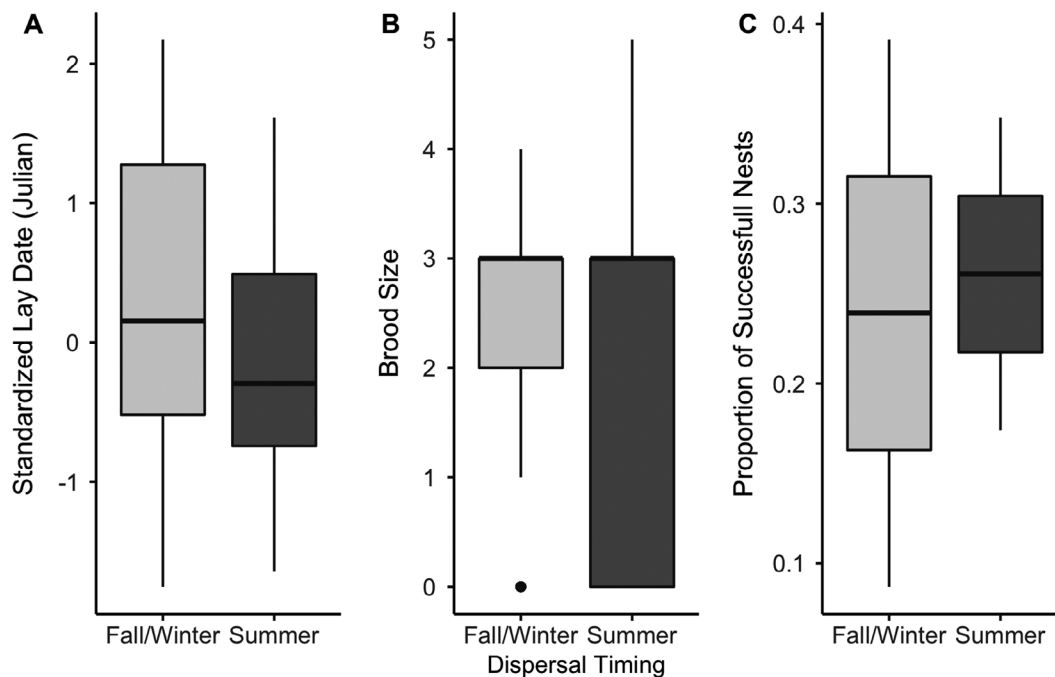 A
Standardized Lay Date (Julian)
2
1
0
-1
Fall/Winter
Summer
B
Brood Size
5
4
3
2
1
0
Fall/Winter
Summer
Dispersal Timing
C
Proportion of Successfull Nests
0.4
0.3
0.2
0.1
Fall/Winter
Summer